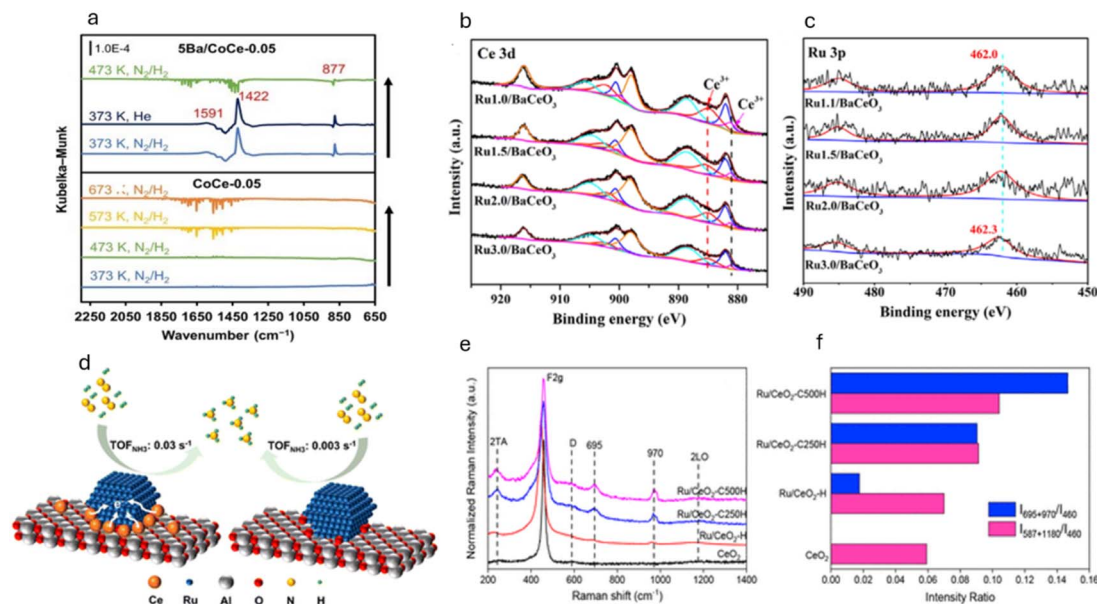 a
1.0E-4
5Ba/CoCe-0.05
473 K, N2/H2
877
1422
1591
373 K, He
373 K, N2/H2
CoCe-0.05
673 .:, N2/H2
573 K, N2/H2
473 K, N2/H2
373 K, N2/H2
Kubelka–Munk
2250 2050 1850 1650 1450 1250 1050 850 650
Wavenumber (cm⁻¹)
b
Ce 3d
Ce³⁺
Ce³⁺
Ru1.0/BaCeO3
Ru1.5/BaCeO3
Ru2.0/BaCeO3
Ru3.0/BaCeO3
Intensity (a.u.)
920 900 880
Binding energy (eV)
c
Ru 3p
462.0
Ru1.1/BaCeO3
Ru1.5/BaCeO3
Ru2.0/BaCeO3
462.3
Ru3.0/BaCeO3
Intensity (a.u.)
490 480 470 460 450
Binding energy (eV)
d
TOFNH3: 0.03 s⁻¹
TOFNH3: 0.003 s⁻¹
Ce Ru Al O N H
e
F2g
2TA
D
695
970
2LO
Ru/CeO2-C500H
Ru/CeO2-C250H
Ru/CeO2-H
CeO2
Normalized Raman Intensity (a.u.)
200 400 600 800 1000 1200 1400
Raman shift (cm⁻¹)
f
Ru/CeO2-C500H
Ru/CeO2-C250H
Ru/CeO2-H
CeO2
I695+970/I460
I587+1180/I460
0.00 0.02 0.04 0.06 0.08 0.10 0.12 0.14 0.16
Intensity Ratio